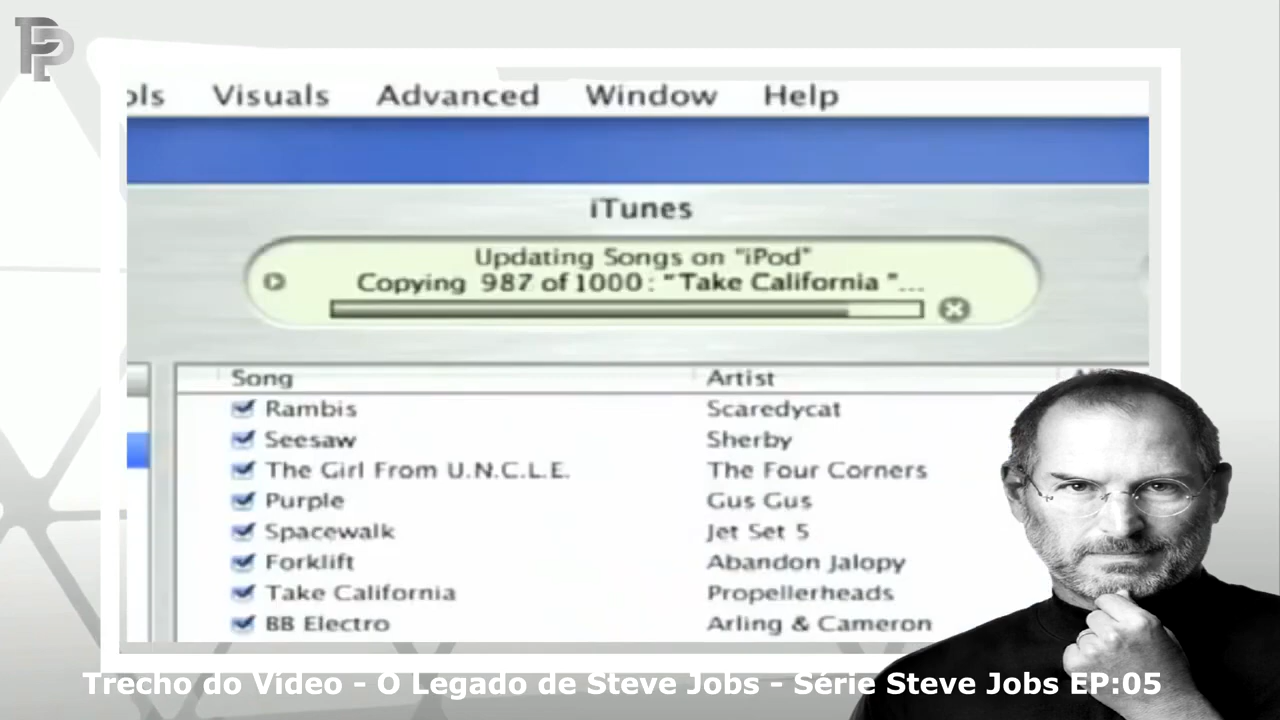 ols Visuals Advanced Window Help
iTunes
Updating Songs on "iPod"
Copying 987 of 1000 : "Take California "...
Song Artist
Rambis Scaredycat
Seesaw Sherby
The Girl From U.N.C.L.E. The Four Corners
Purple Gus Gus
Spacewalk Jet Set 5
Forklift Abandon Jalopy
Take California Propellerheads
BB Electro Arling & Cameron
Trecho do Vídeo - O Legado de Steve Jobs - Série Steve Jobs EP:05